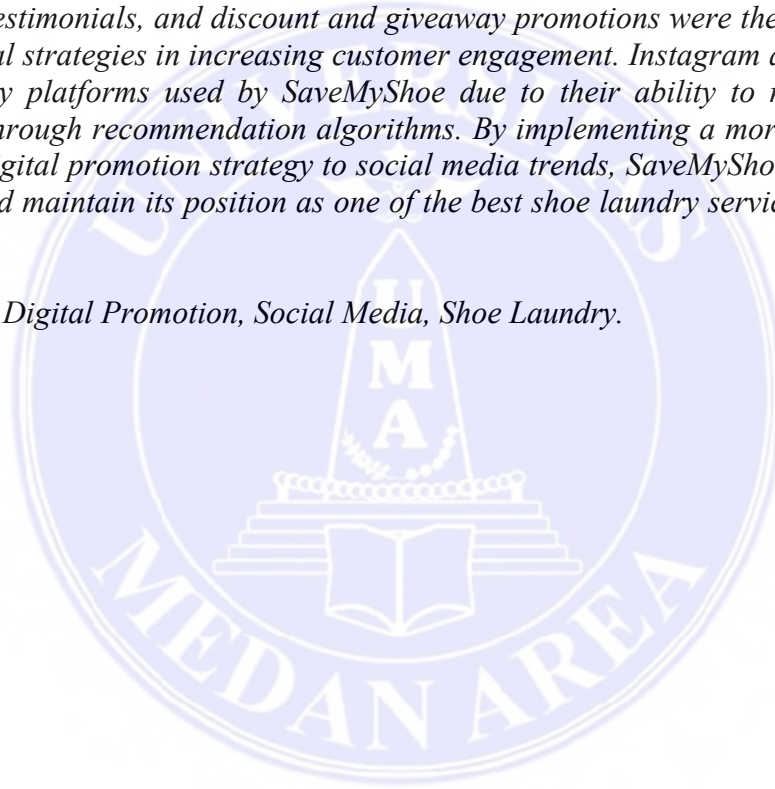 estimonials, and discount and giveaway promotions were the
al strategies in increasing customer engagement. Instagram a
y platforms used by SaveMyShoe due to their ability to r
hrough recommendation algorithms. By implementing a mor
igital promotion strategy to social media trends, SaveMySho
d maintain its position as one of the best shoe laundry servic
Digital Promotion, Social Media, Shoe Laundry.
UNIVERSITAS
UMA
MEDAN AREA